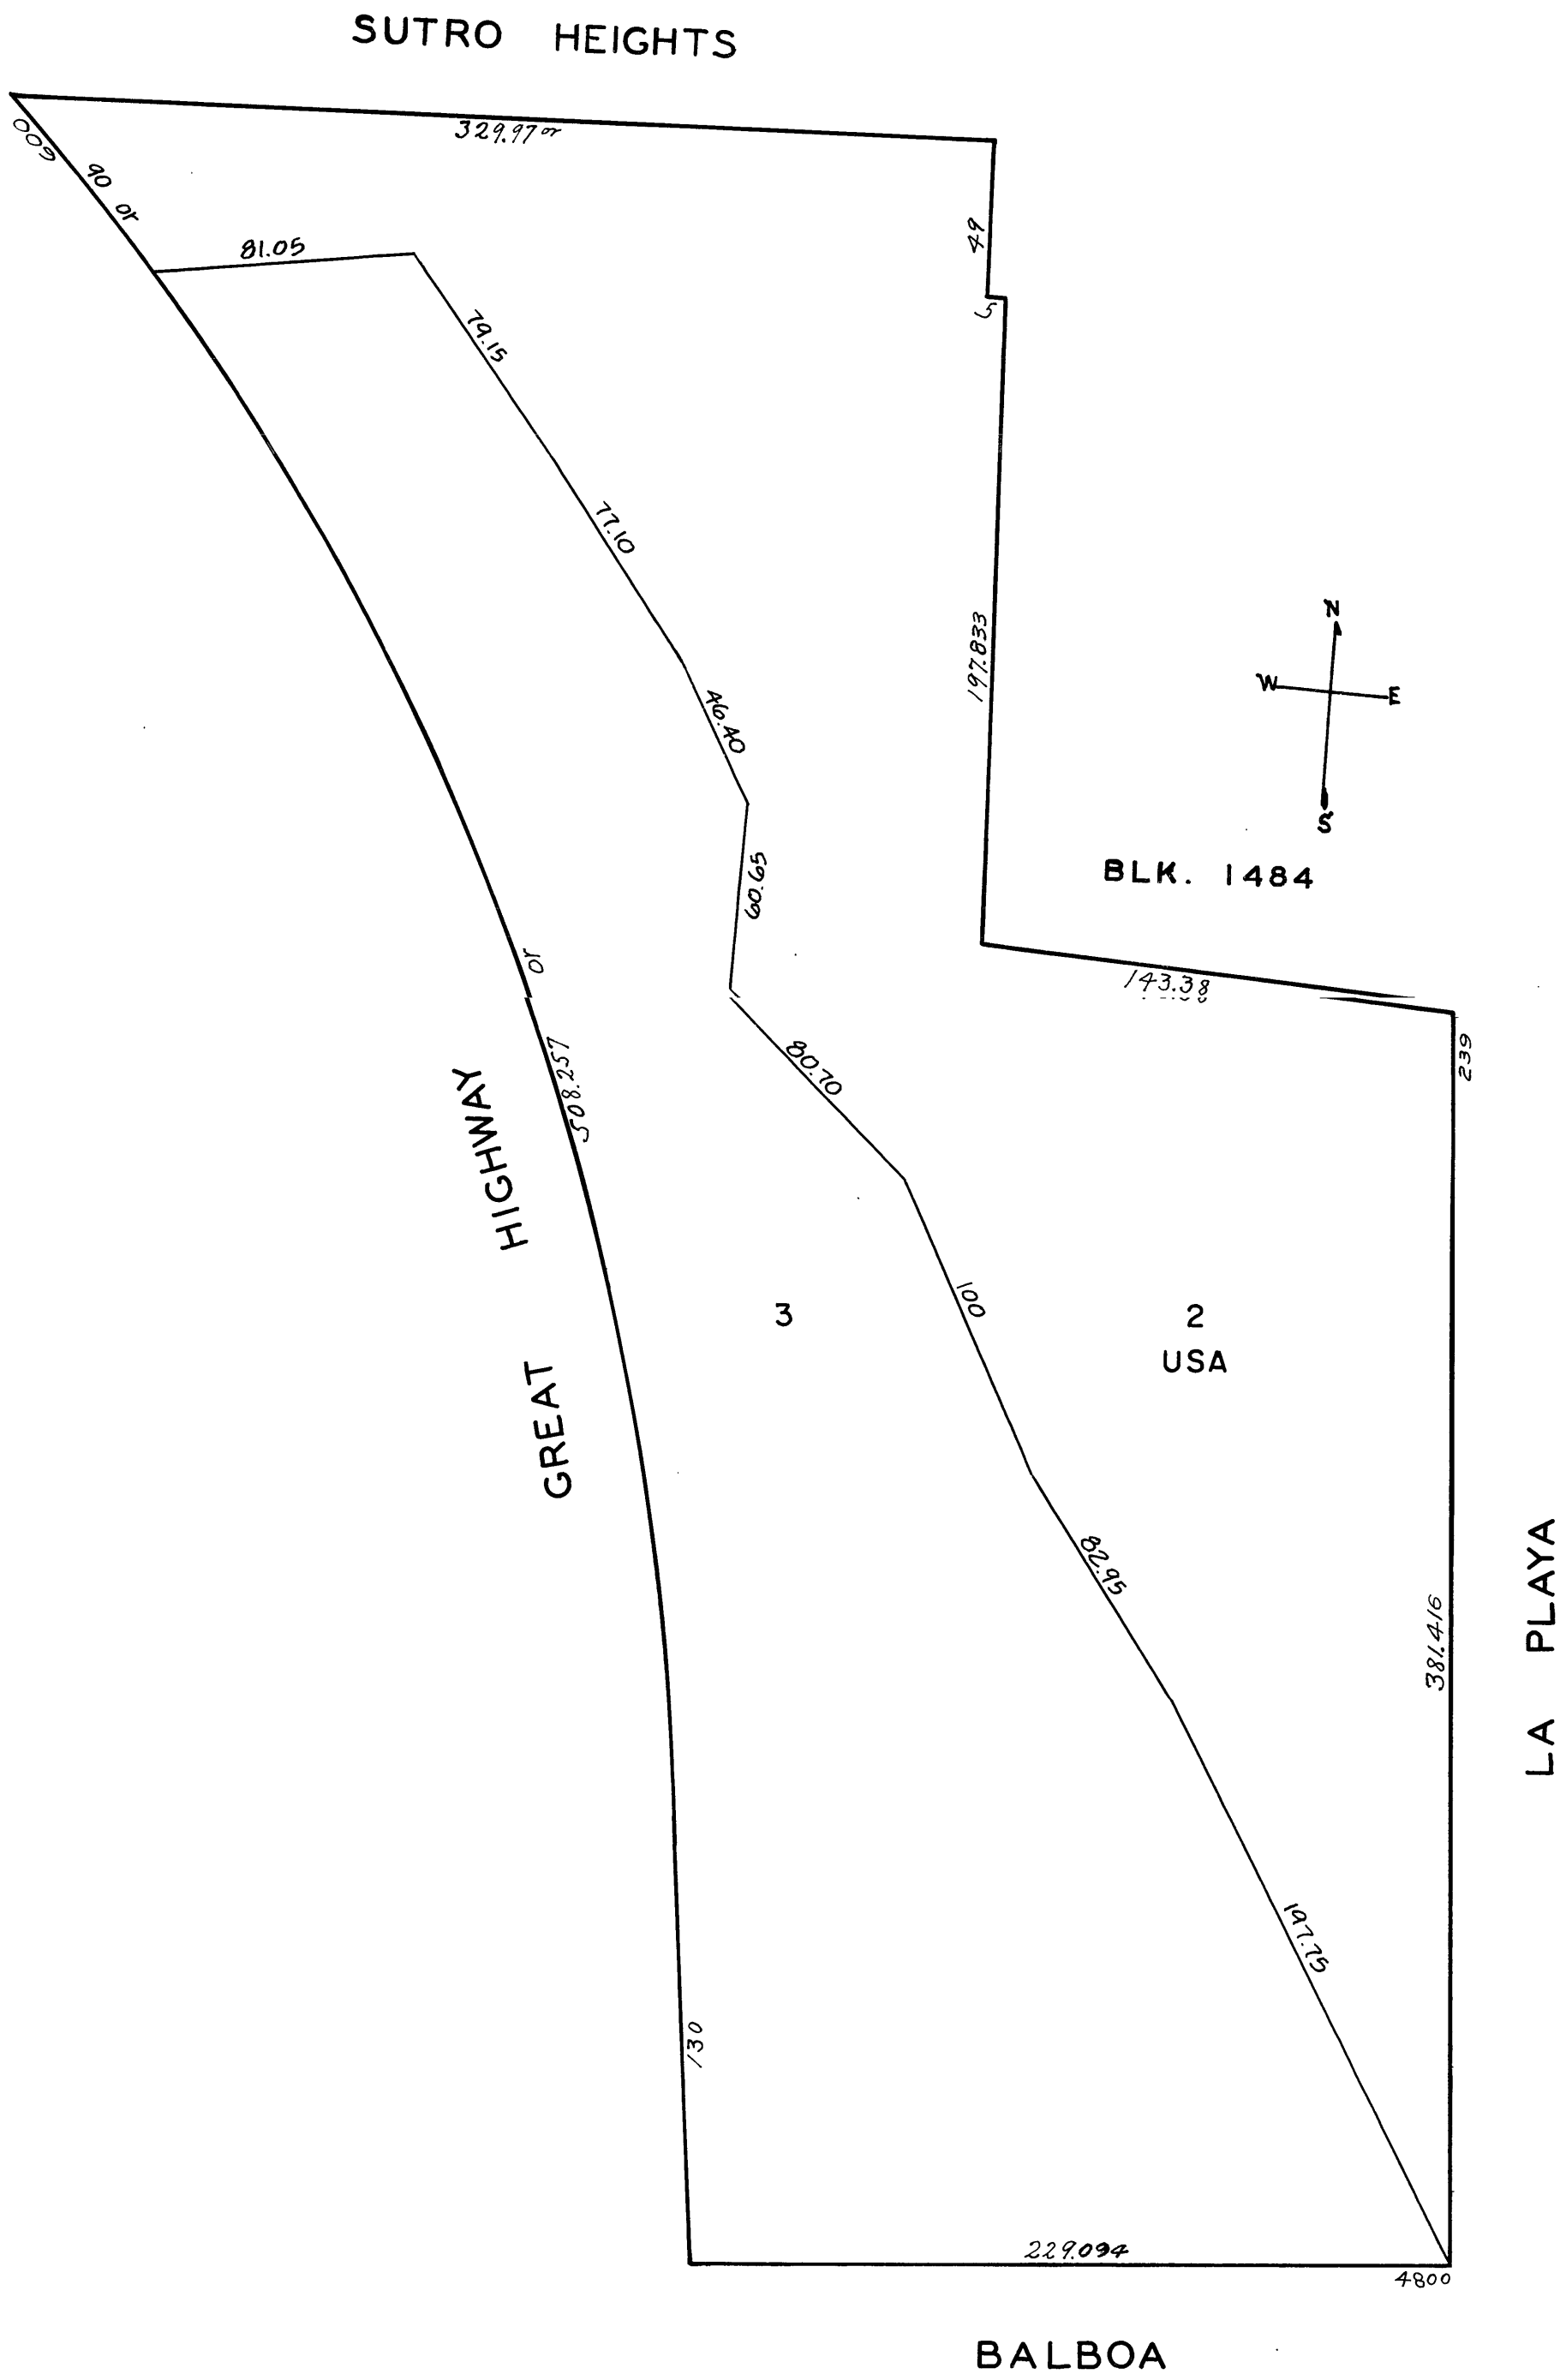 SUTRO HEIGHTS
329.97 or
600
90 or
81.05
49
5
79.15
77.10
197.833
N
W E
S
46.40
60.65
BLK. 1484
or
143.38
239
508.257
80.70
GREAT HIGHWAY
100
3
2
USA
82.95
381.416
LA PLAYA
197.75
130
229.094
4800
BALBOA